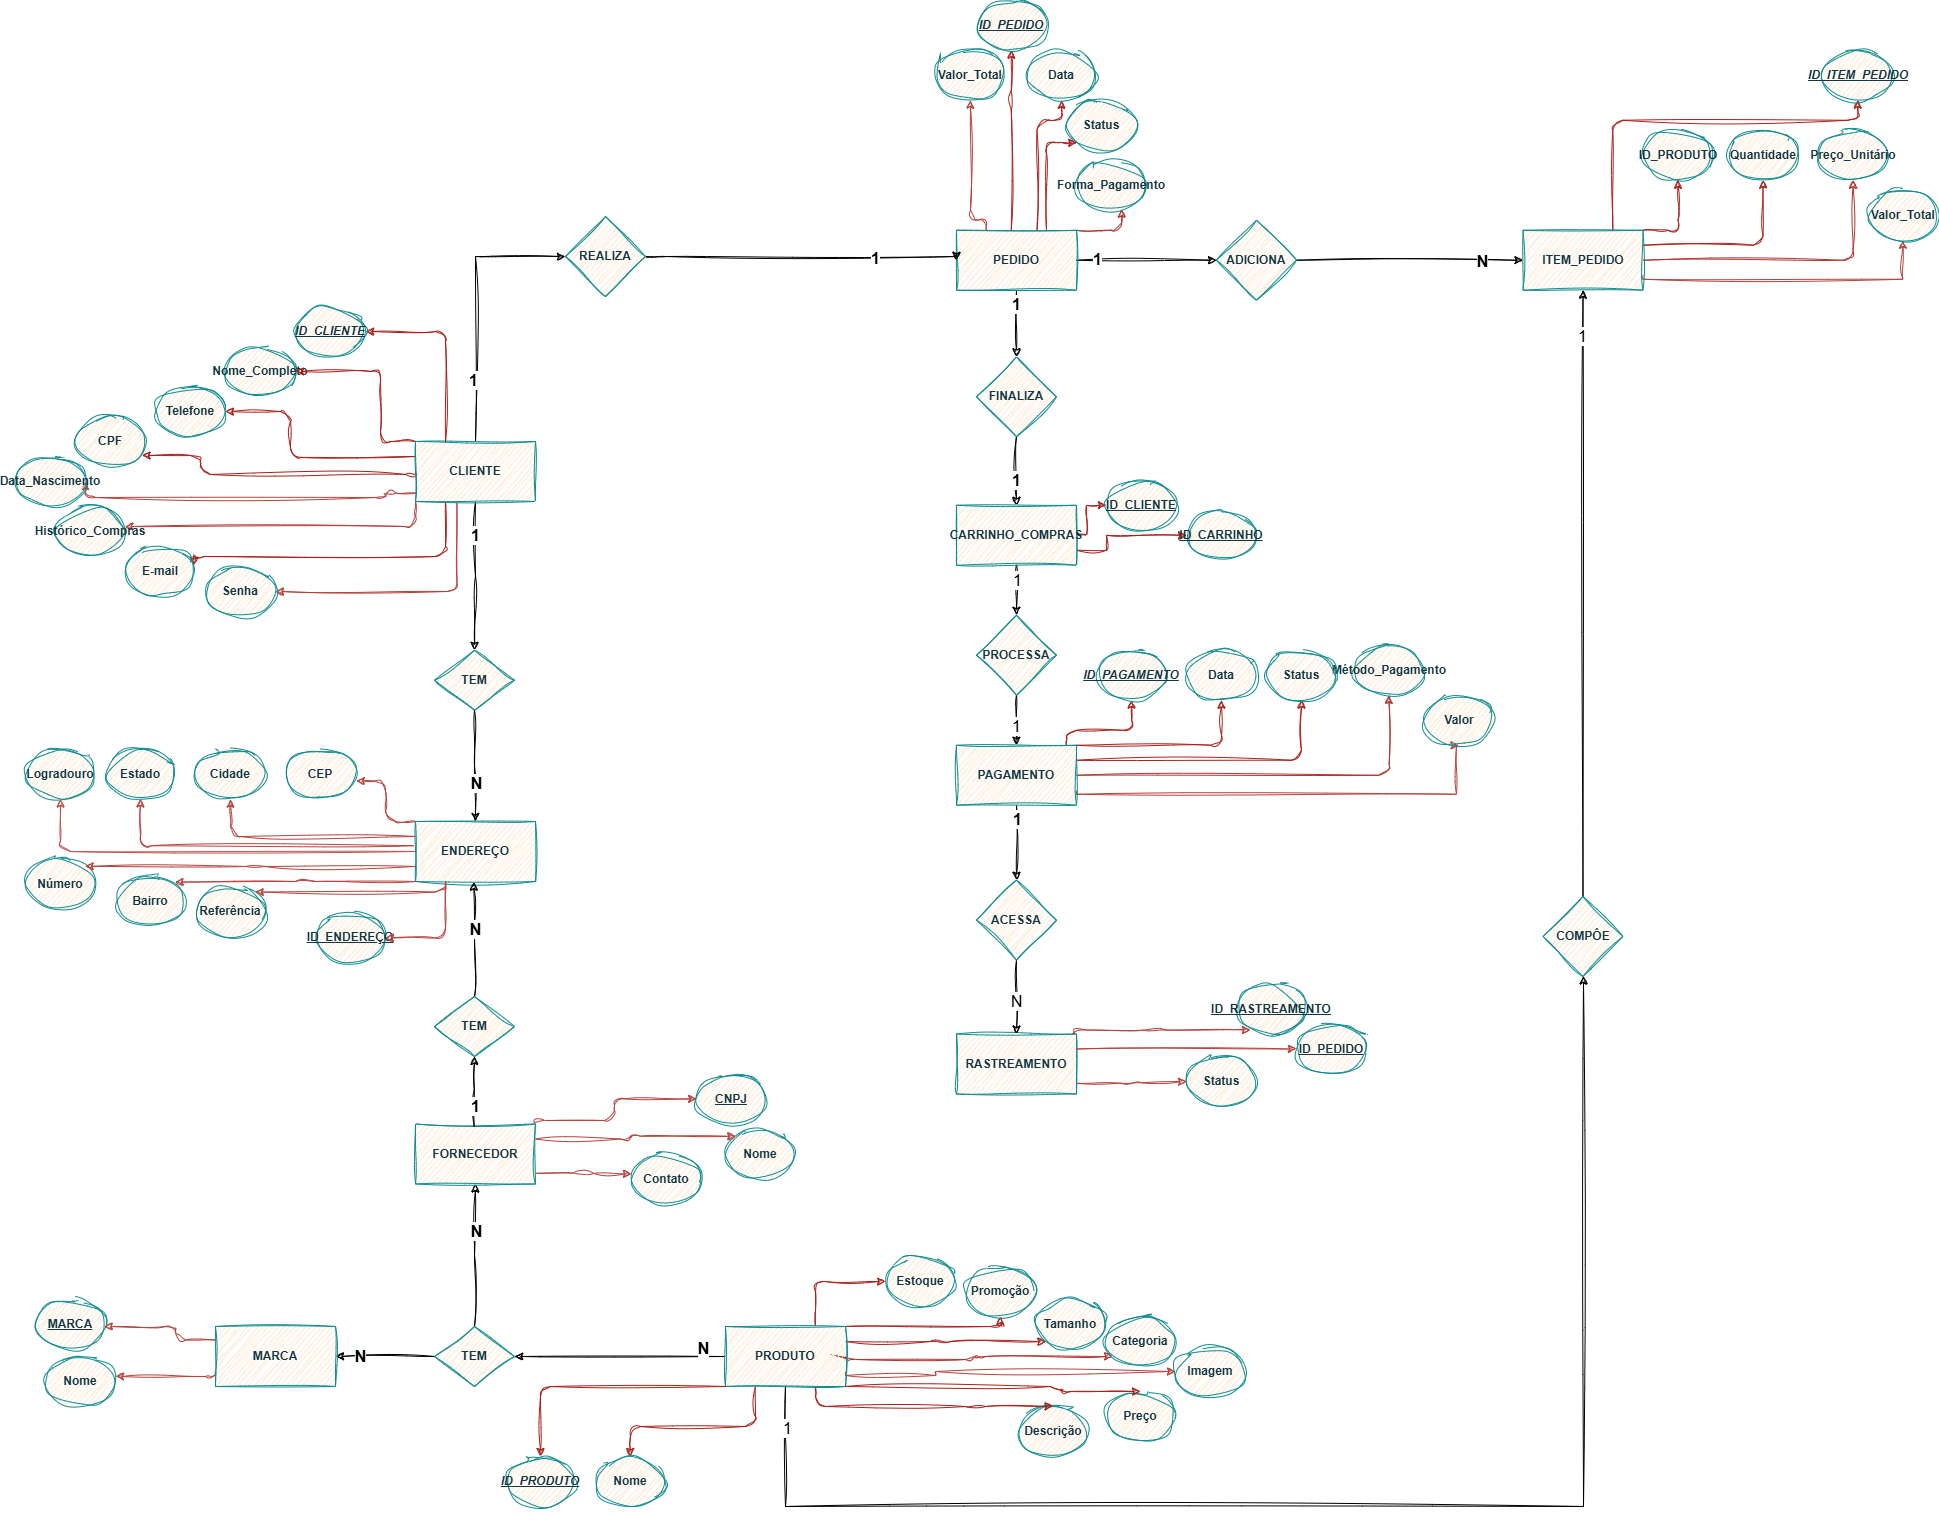 ID_PEDIDO
Valor_Total
Data
Status
Forma_Pagamento
ID_ITEM_PEDIDO
ID_PRODUTO
Quantidade
Preço_Unitário
Valor_Total
REALIZA
1
PEDIDO
1
ADICIONA
N
ITEM_PEDIDO
1
1
ID_CLIENTE
Nome_Completo
Telefone
CPF
Data_Nascimento
Histórico_Compras
E-mail
Senha
1
CLIENTE
1
FINALIZA
1
CARRINHO_COMPRAS
ID_CLIENTE
ID_CARRINHO
1
PROCESSA
1
TEM
N
PAGAMENTO
ID_PAGAMENTO
Data
Status
Método_Pagamento
Valor
1
Logradouro
Estado
Cidade
CEP
ENDEREÇO
Número
Bairro
Referência
ID_ENDEREÇO
N
ACESSA
N
COMPÕE
TEM
1
RASTREAMENTO
ID_RASTREAMENTO
ID_PEDIDO
Status
FORNECEDOR
CNPJ
Nome
Contato
N
MARCA
Nome
MARCA
N
TEM
N
PRODUTO
Estoque
Promoção
Tamanho
Categoria
Imagem
Preço
Descrição
1
ID_PRODUTO
Nome